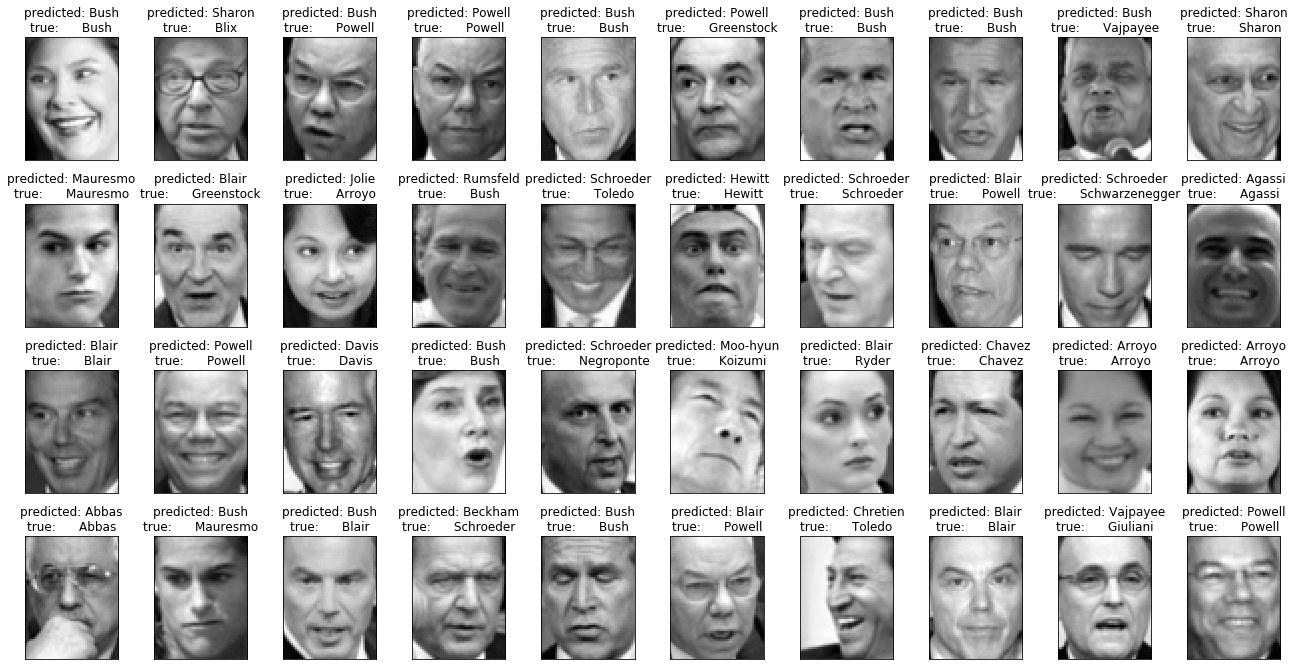 predicted: Bush
true: Bush
predicted: Sharon
true: Blix
predicted: Bush
true: Powell
predicted: Powell
true: Powell
predicted: Bush
true: Bush
predicted: Powell
true: Greenstock
predicted: Bush
true: Bush
predicted: Bush
true: Bush
predicted: Bush
true: Vajpayee
predicted: Sharon
true: Sharon
predicted: Mauresmo
true: Mauresmo
predicted: Blair
true: Greenstock
predicted: Jolie
true: Arroyo
predicted: Rumsfeld
true: Bush
predicted: Schroeder
true: Toledo
predicted: Hewitt
true: Hewitt
predicted: Schroeder
true: Schroeder
predicted: Blair
true: Powell
predicted: Schroeder
true: Schwarzenegger
predicted: Agassi
true: Agassi
predicted: Blair
true: Blair
predicted: Powell
true: Powell
predicted: Davis
true: Davis
predicted: Bush
true: Bush
predicted: Schroeder
true: Negroponte
predicted: Moo-hyun
true: Koizumi
predicted: Blair
true: Ryder
predicted: Chavez
true: Chavez
predicted: Arroyo
true: Arroyo
predicted: Arroyo
true: Arroyo
predicted: Abbas
true: Abbas
predicted: Bush
true: Mauresmo
predicted: Bush
true: Blair
predicted: Beckham
true: Schroeder
predicted: Bush
true: Bush
predicted: Blair
true: Powell
predicted: Chretien
true: Toledo
predicted: Blair
true: Blair
predicted: Vajpayee
true: Giuliani
predicted: Powell
true: Powell